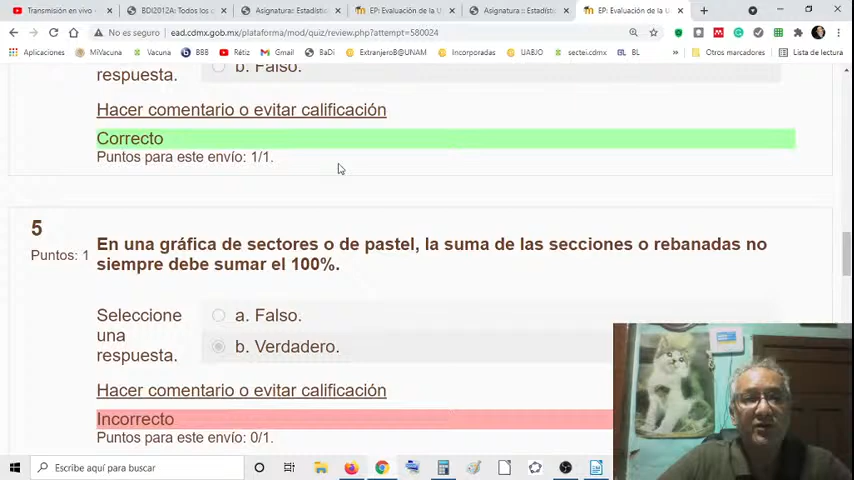 Transmisión en vivo
BDI2012A: Todos los c
Asignatura: Estadístic
EP: Evaluación de la U
Asignatura :: Estadístic
EP: Evaluación de la U
No es seguro
ead.cdmx.gob.mx/plataforma/mod/quiz/review.php?attempt=580024
Aplicaciones
MiVacuna
Vacuna
BBB
Rétiz
Gmail
BaDi
ExtranjeroB@UNAM
Incorporadas
UABJO
sectei.cdmx
BL
Otros marcadores
Lista de lectura
respuesta.
b. Falso.
Hacer comentario o evitar calificación
Correcto
Puntos para este envío: 1/1.
5
Puntos: 1
En una gráfica de sectores o de pastel, la suma de las secciones o rebanadas no
siempre debe sumar el 100%.
Seleccione
una
respuesta.
a. Falso.
b. Verdadero.
Hacer comentario o evitar calificación
Incorrecto
Puntos para este envío: 0/1.
Escribe aquí para buscar